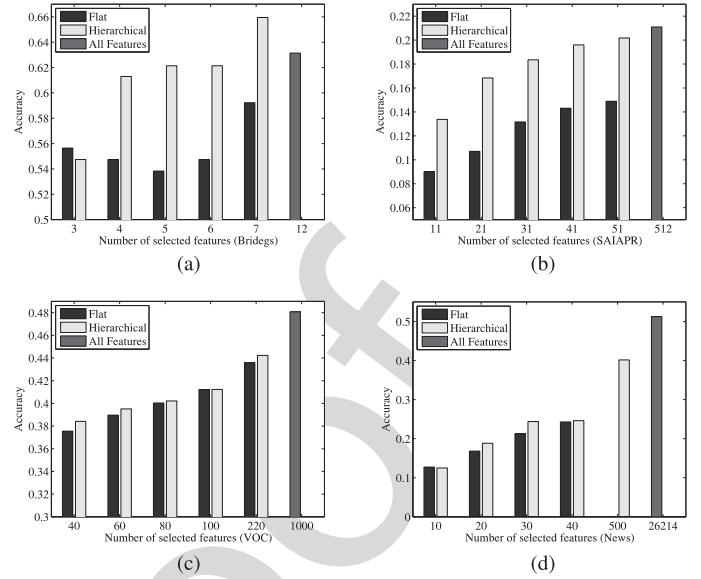 Flat
Hierarchical
All Features
Accuracy
0.66
0.64
0.62
0.6
0.58
0.56
0.54
0.52
0.5
3 4 5 6 7 12
Number of selected features (Bridegs)
(a)
Flat
Hierarchical
All Features
Accuracy
0.22
0.2
0.18
0.16
0.14
0.12
0.1
0.08
0.06
11 21 31 41 51 512
Number of selected features (SAIAPR)
(b)
Flat
Hierarchical
All Features
Accuracy
0.48
0.46
0.44
0.42
0.4
0.38
0.36
0.34
0.32
0.3
40 60 80 100 220 1000
Number of selected features (VOC)
(c)
Flat
Hierarchical
All Features
Accuracy
0.5
0.4
0.3
0.2
0.1
0
10 20 30 40 500 26214
Number of selected features (News)
(d)